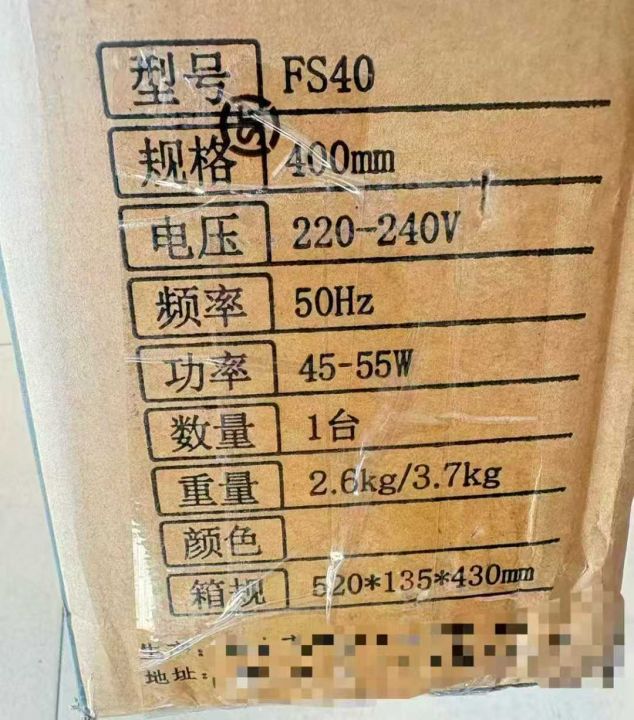 型号 FS40
规格 400mm
电压 220-240V
频率 50Hz
功率 45-55W
数量 1台
重量 2.6kg/3.7kg
颜色
箱规 520*135*430mm
地址: